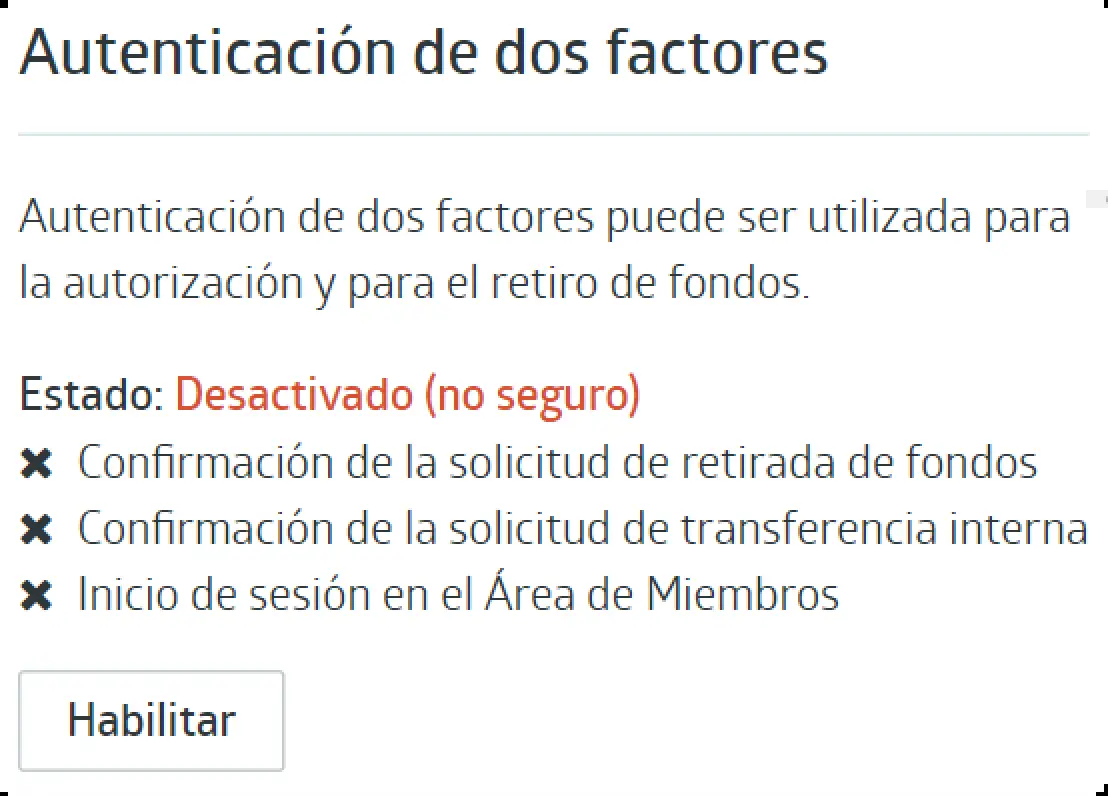 Autenticación de dos factores
Autenticación de dos factores puede ser utilizada para
la autorización y para el retiro de fondos.
Estado: Desactivado (no seguro)
✖ Confirmación de la solicitud de retirada de fondos
✖ Confirmación de la solicitud de transferencia interna
✖ Inicio de sesión en el Área de Miembros
Habilitar